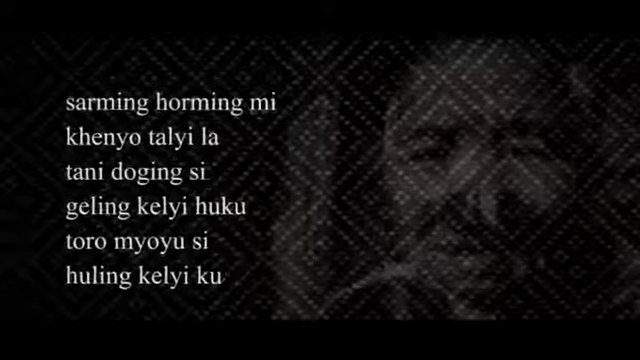 sarming horming mi
khenyo talyi la
tani doging si
geling kelyi huku
toro myoyu si
huling kelyi ku